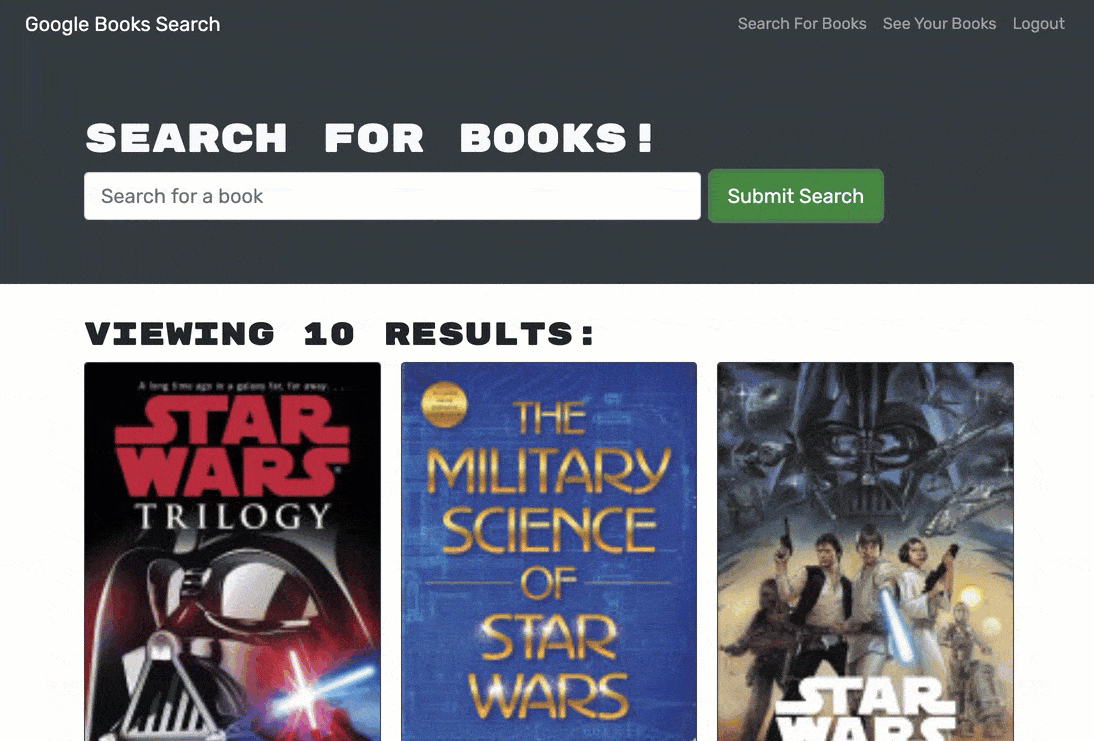 Google Books Search
Search For Books
See Your Books
Logout
SEARCH FOR BOOKS!
Search for a book
Submit Search
VIEWING 10 RESULTS:
A long time ago in a galaxy far, far away. . . .
STAR
WARS
TRILOGY
THE
MILITARY
SCIENCE
OF
STAR
WARS
STAR
WARS